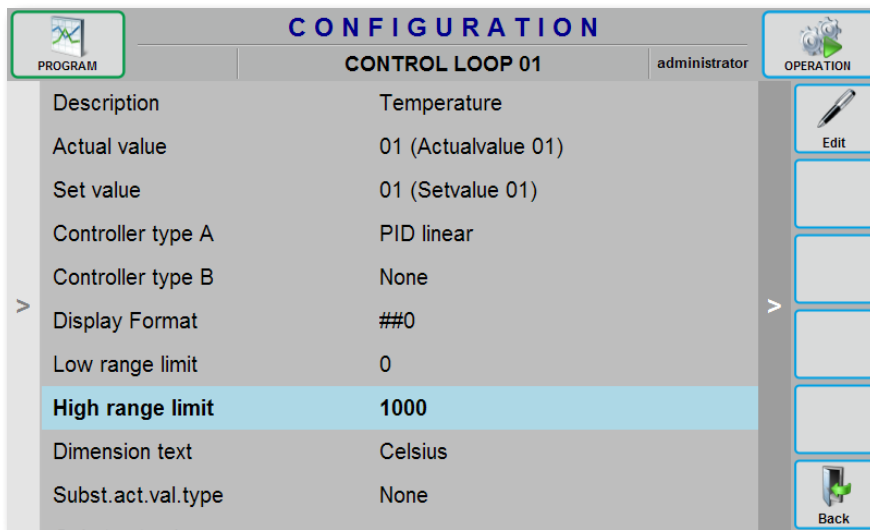 CONFIGURATION
PROGRAM
CONTROL LOOP 01
administrator
OPERATION
Description Temperature
Actual value 01 (Actualvalue 01)
Set value 01 (Setvalue 01)
Controller type A PID linear
Controller type B None
Display Format ##0
Low range limit 0
High range limit 1000
Dimension text Celsius
Subst.act.val.type None
>
>
Edit
Back